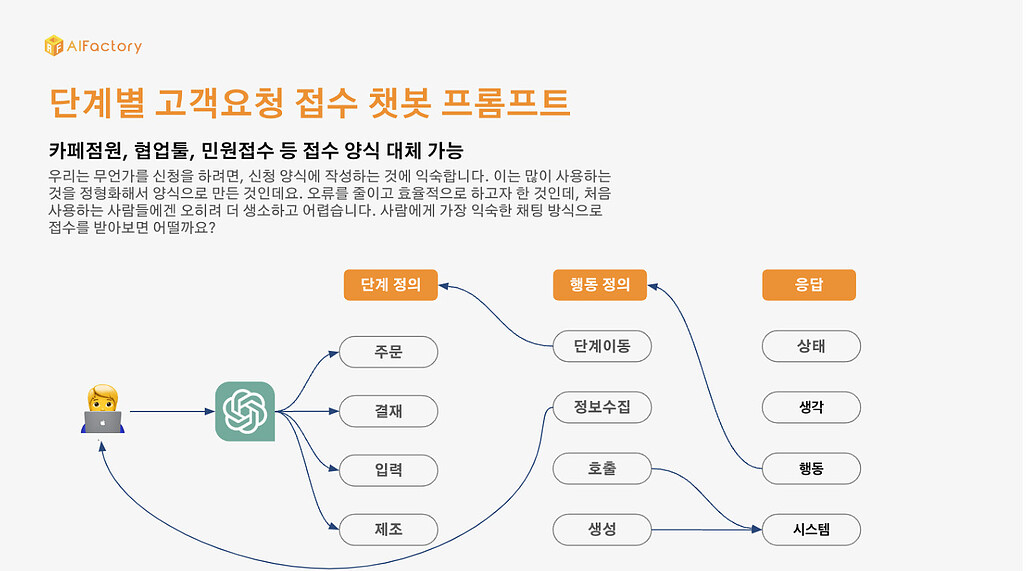 AIFactory
단계별 고객요청 접수 챗봇 프롬프트
카페점원, 협업툴, 민원접수 등 접수 양식 대체 가능
우리는 무언가를 신청을 하려면, 신청 양식에 작성하는 것에 익숙합니다. 이는 많이 사용하는
것을 정형화해서 양식으로 만든 것인데요. 오류를 줄이고 효율적으로 하고자 한 것인데, 처음
사용하는 사람들에겐 오히려 더 생소하고 어렵습니다. 사람에게 가장 익숙한 채팅 방식으로
접수를 받아보면 어떨까요?
단계 정의
행동 정의
응답
주문
단계이동
상태
결재
정보수집
생각
입력
호출
행동
제조
생성
시스템